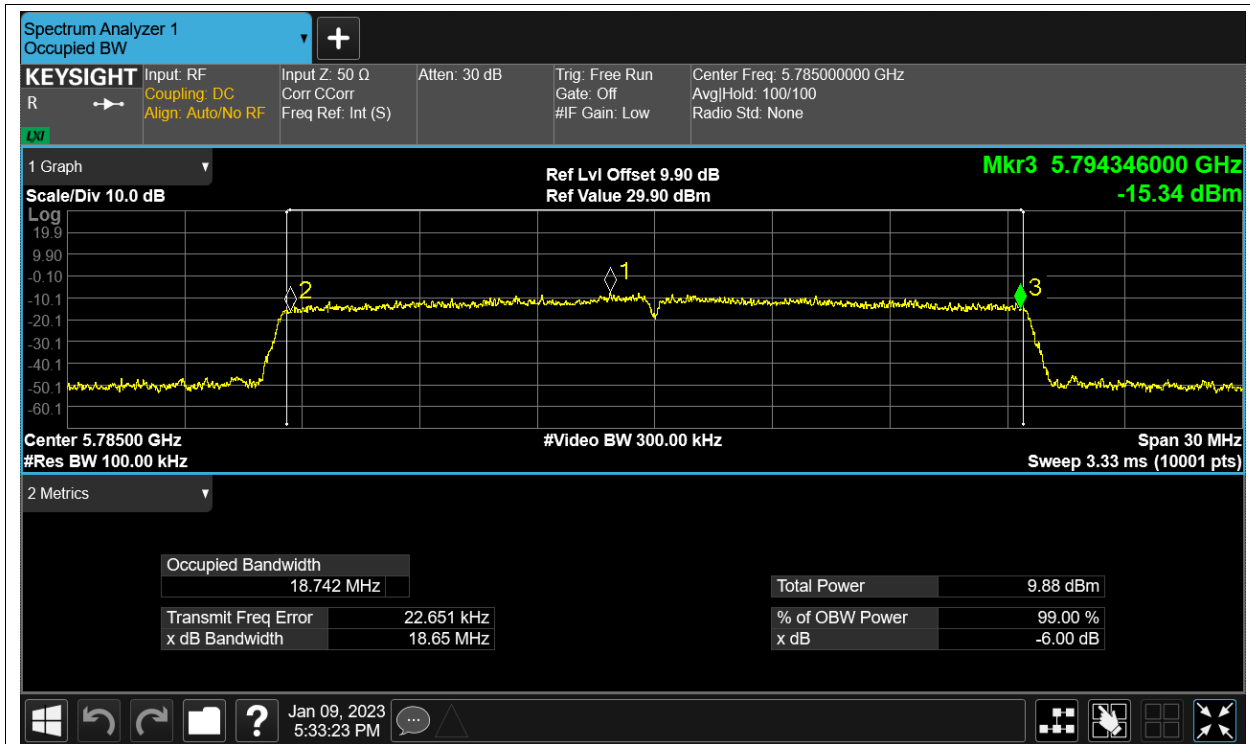 Spectrum Analyzer 1
Occupied BW
KEYSIGHT
R
LXI
Input: RF
Coupling: DC
Align: Auto/No RF
Input Z: 50 Ω
Corr CCorr
Freq Ref: Int (S)
Atten: 30 dB
Trig: Free Run
Gate: Off
#IF Gain: Low
Center Freq: 5.785000000 GHz
Avg|Hold: 100/100
Radio Std: None
1 Graph
Scale/Div 10.0 dB
Ref Lvl Offset 9.90 dB
Ref Value 29.90 dBm
Mkr3 5.794346000 GHz
-15.34 dBm
Log
19.9
9.90
-0.10
-10.1
-20.1
-30.1
-40.1
-50.1
-60.1
2
1
3
Center 5.78500 GHz
#Res BW 100.00 kHz
#Video BW 300.00 kHz
Span 30 MHz
Sweep 3.33 ms (10001 pts)
2 Metrics
Occupied Bandwidth
18.742 MHz
Transmit Freq Error 22.651 kHz
x dB Bandwidth 18.65 MHz
Total Power 9.88 dBm
% of OBW Power 99.00 %
x dB -6.00 dB
?
Jan 09, 2023
5:33:23 PM